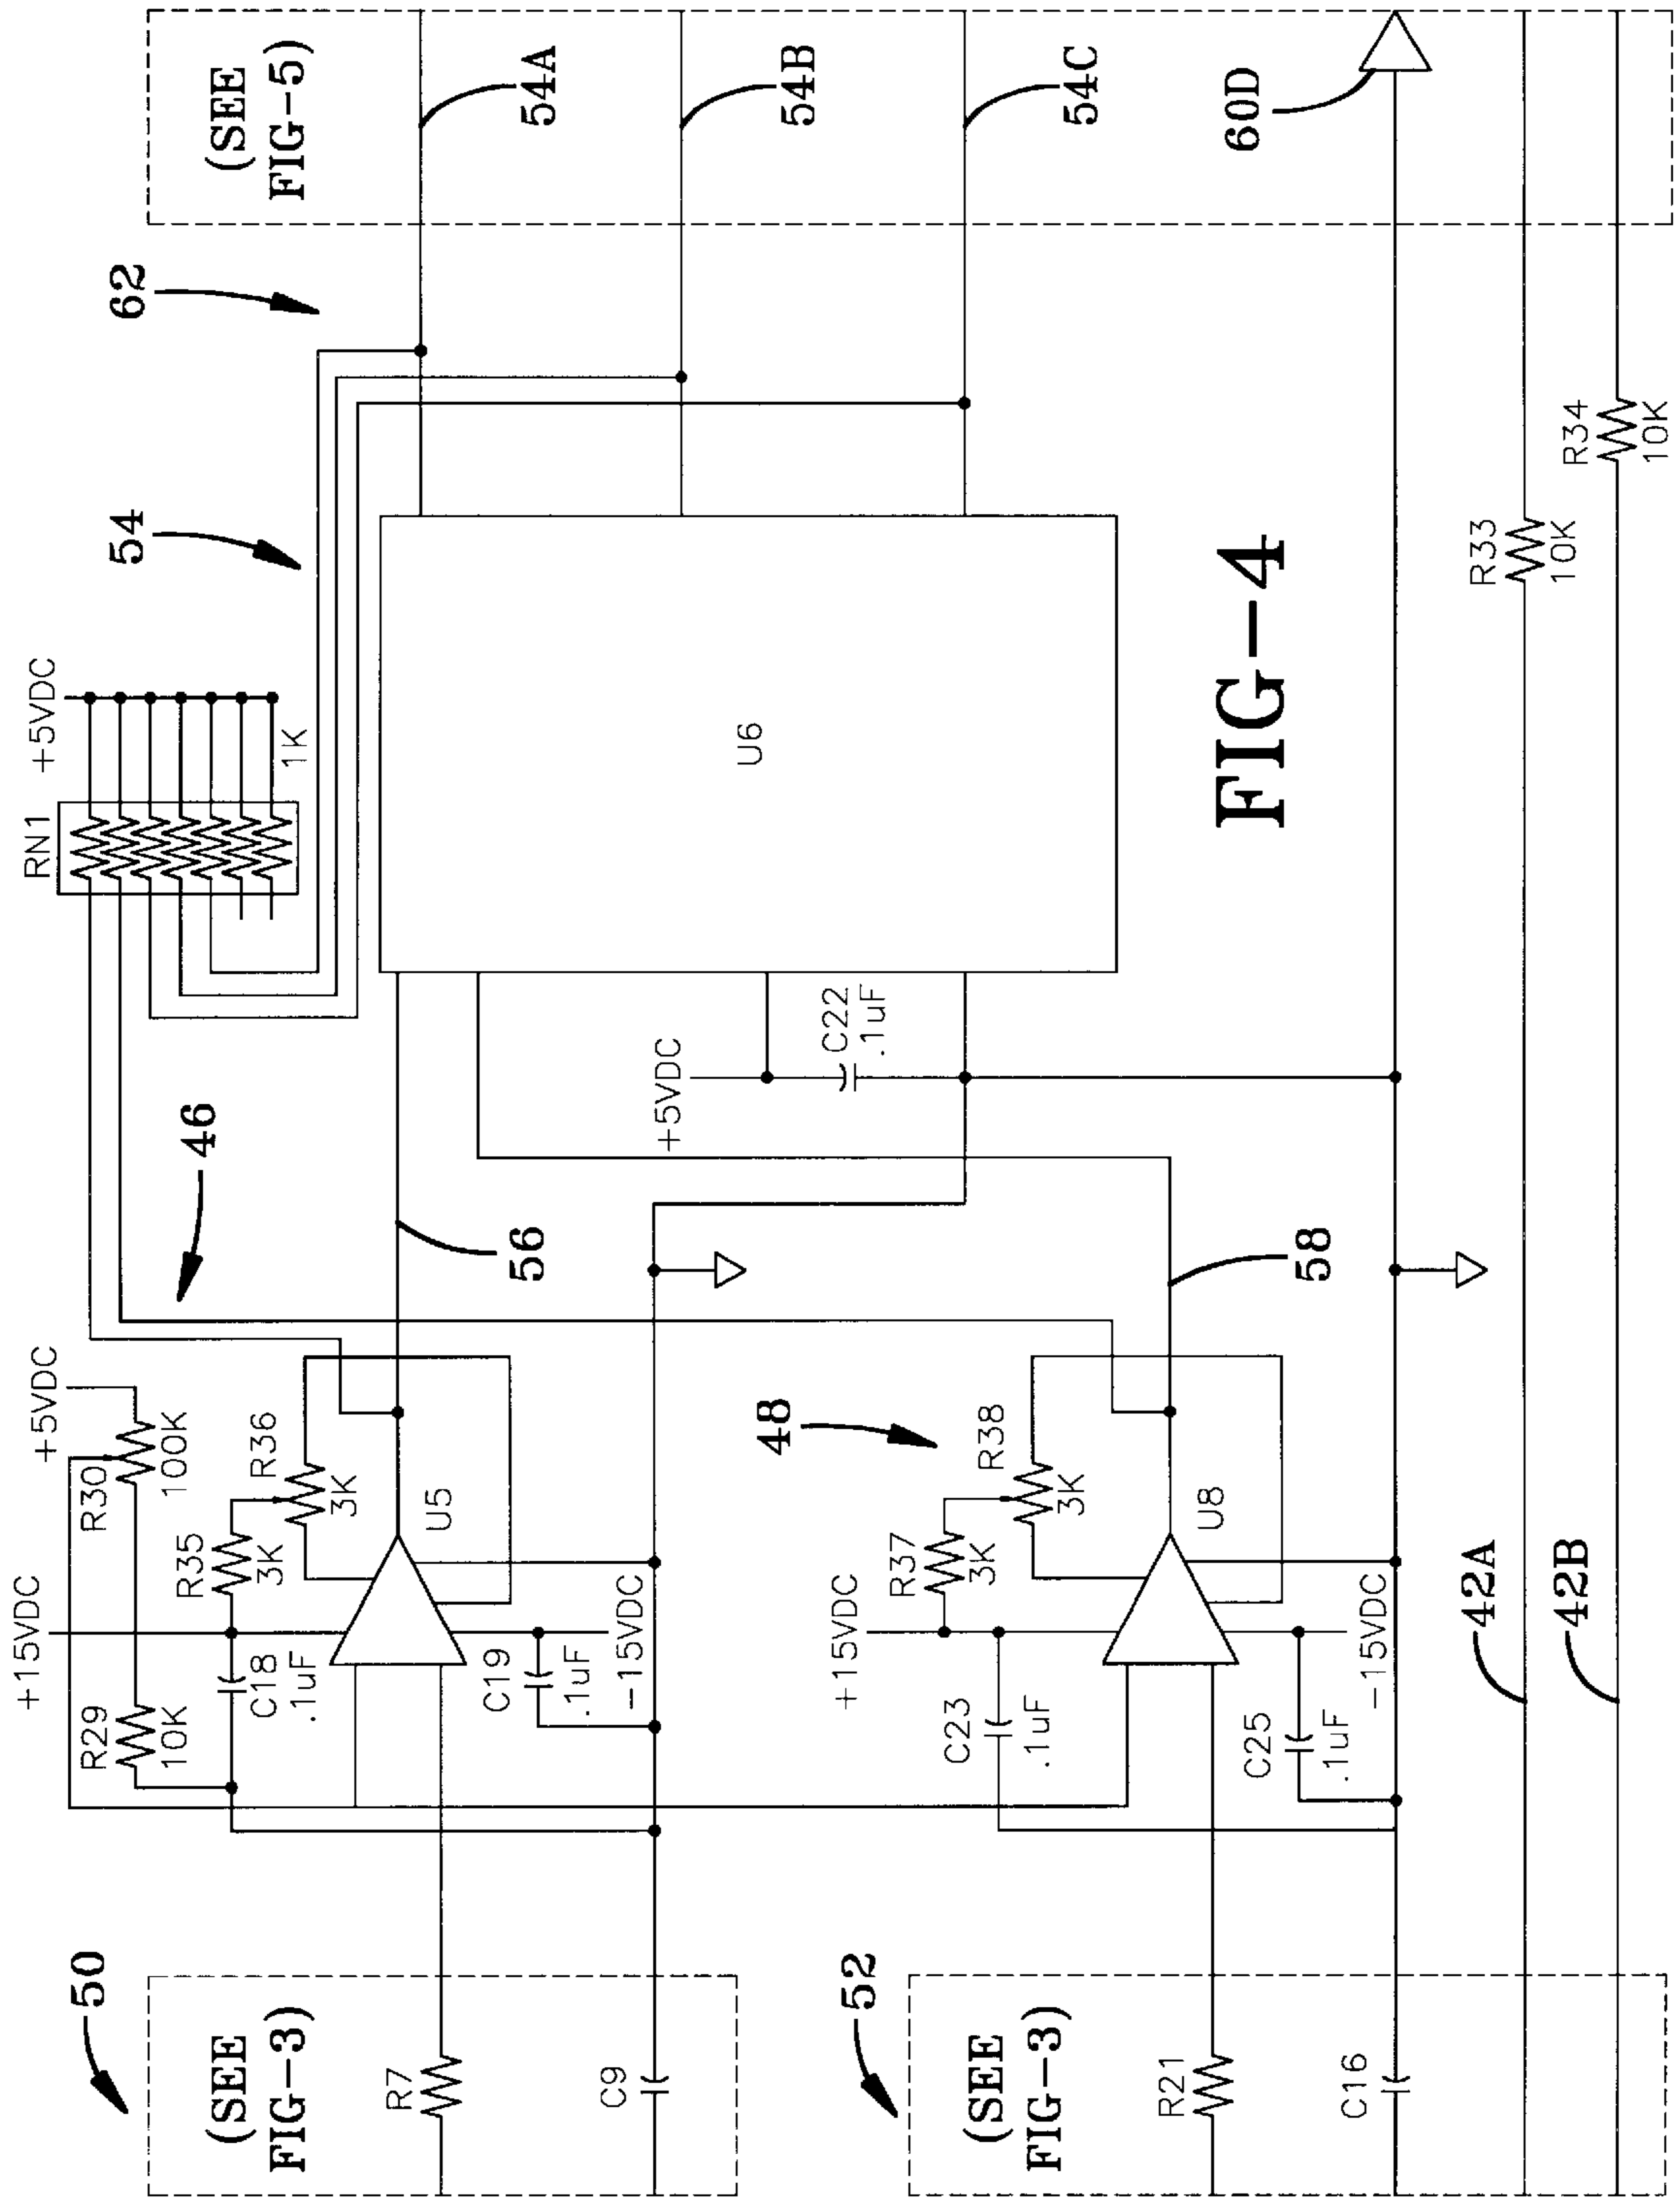 50
(SEE
FIG-3)
R7
C9
52
(SEE
FIG-3)
R21
C16
+15VDC
R29
10K
R30
100K
+5VDC
C18
.1uF
R35
3K
R36
3K
U5
C19
.1uF
-15VDC
46
56
+15VDC
C23
.1uF
R37
3K
R38
3K
48
U8
C25
.1uF
-15VDC
58
42A
42B
RN1
+5VDC
1K
+5VDC
C22
.1uF
U6
54
62
FIG-4
R33
10K
R34
10K
(SEE
FIG-5)
54A
54B
54C
60D